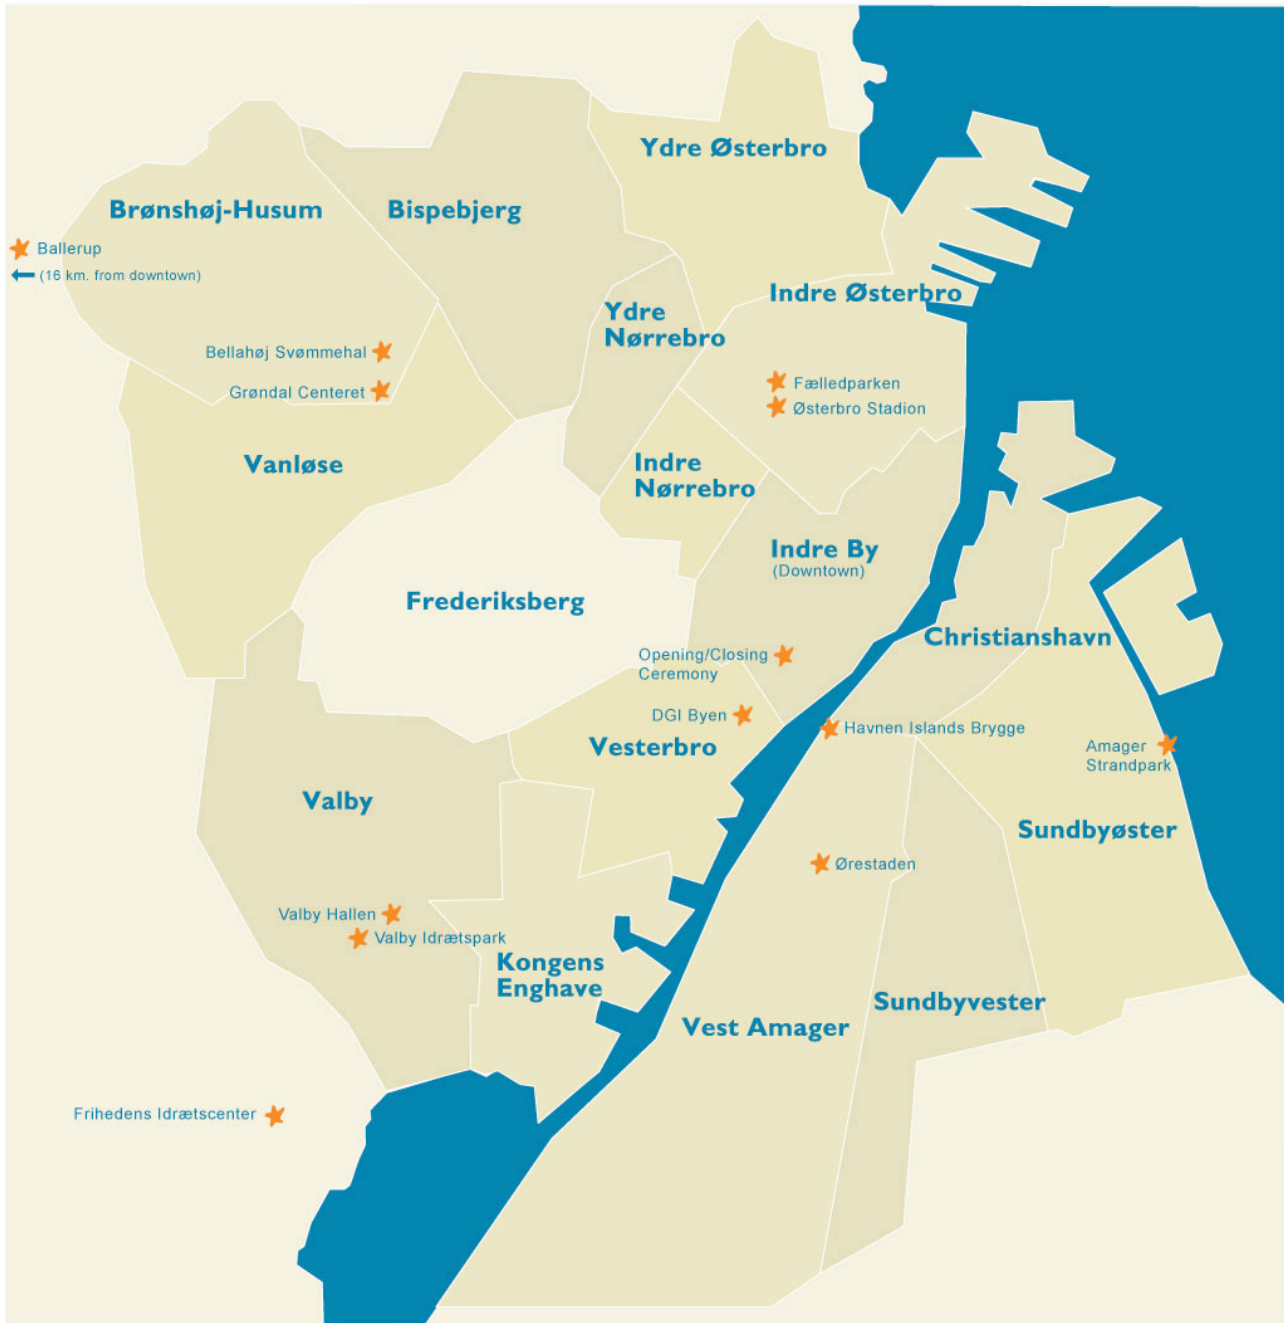 Ydre Østerbro
Brønshøj-Husum
Bispebjerg
Ballerup
(16 km. from downtown)
Indre Østerbro
Ydre
Nørrebro
Bellahøj Svømmehal
Grøndal Centeret
Fælledparken
Østerbro Stadion
Vanløse
Indre
Nørrebro
Indre By
(Downtown)
Frederiksberg
Christianshavn
Opening/Closing
Ceremony
DGI Byen
Vesterbro
Havnen Islands Brygge
Amager
Strandpark
Valby
Sundbyøster
Ørestaden
Valby Hallen
Valby Idrætspark
Kongens
Enghave
Sundbyvester
Vest Amager
Frihedens Idrætscenter